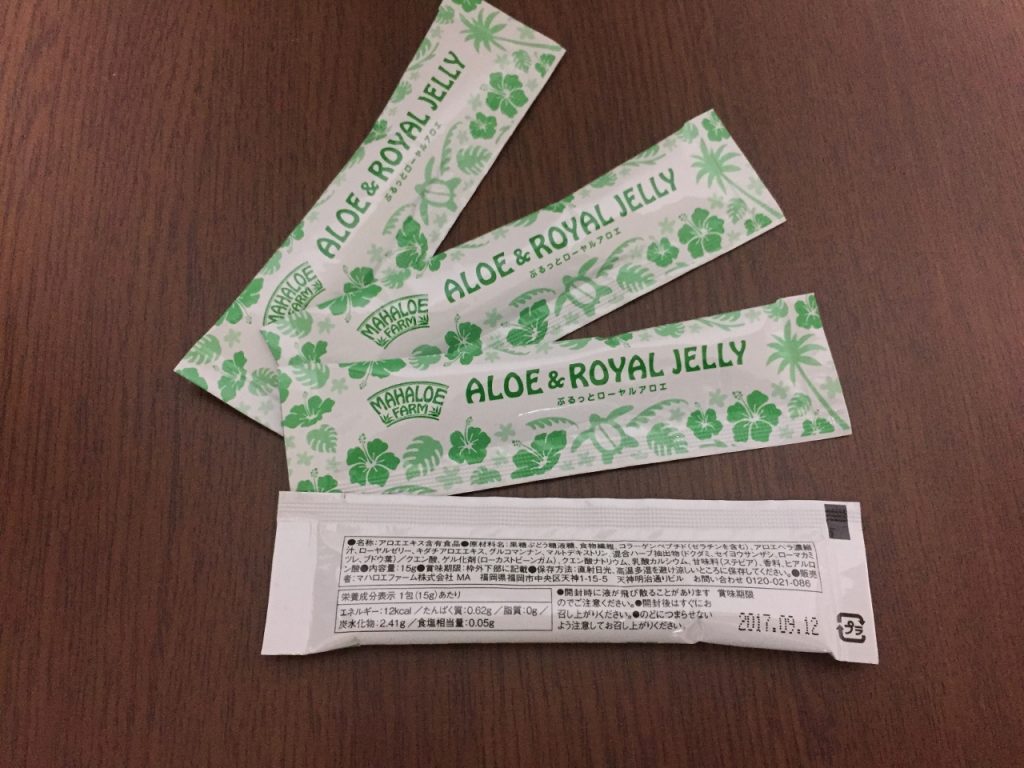 ALOE & ROYAL JELLY
ぷるっとローヤルアロエ
MAHALOE
FARM
ALOE & ROYAL JELLY
ぷるっとローヤルアロエ
MAHALOE
FARM
ALOE & ROYAL JELLY
ぷるっとローヤルアロエ
MAHALOE
FARM
●名称:アロエエキス含有食品●原材料名:果糖ぶどう糖液糖、食物繊維、コラーゲンペプチド(ゼラチンを含む)、アロエベラ濃縮
汁、ローヤルゼリー、キダチアロエエキス、グルコマンナン、マルトデキストリン、混合ハーブ抽出物(ドクダミ、セイヨウサンザシ、ローマカミ
ツレ、ブドウ葉)/クエン酸、ゲル化剤(ローカストビーンガム)、クエン酸ナトリウム、乳酸カルシウム、甘味料(ステビア)、香料、ヒアルロ
ン酸●内容量:15g●賞味期限:枠外下部に記載●保存方法:直射日光、高温多湿を避け涼しいところに保存してください。●販売
者:マハロエファーム株式会社 MA 福岡県福岡市中央区天神1-15-5 天神明治通りビル お問い合わせ 0120-021-086
栄養成分表示 1包(15g)あたり
エネルギー:12kcal/たんぱく質:0.62g/脂質:0g/
炭水化物:2.41g/食塩相当量:0.05g
●開封時に液が飛び散ることがあります
のでご注意ください。●開封後はすぐにお
召し上がりください。●のどにつまらせない
よう注意してお召し上がりください。
賞味期限
2017.09.12
プラ